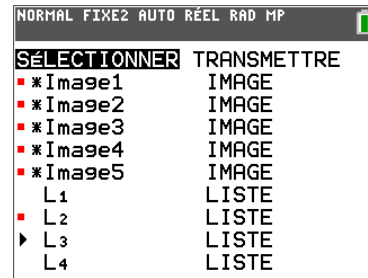 NORMAL FIXE2 AUTO RÉEL RAD MP
SÉLECTIONNER TRANSMETTRE
*Image1 IMAGE
*Image2 IMAGE
*Image3 IMAGE
*Image4 IMAGE
*Image5 IMAGE
L1 LISTE
L2 LISTE
L3 LISTE
L4 LISTE